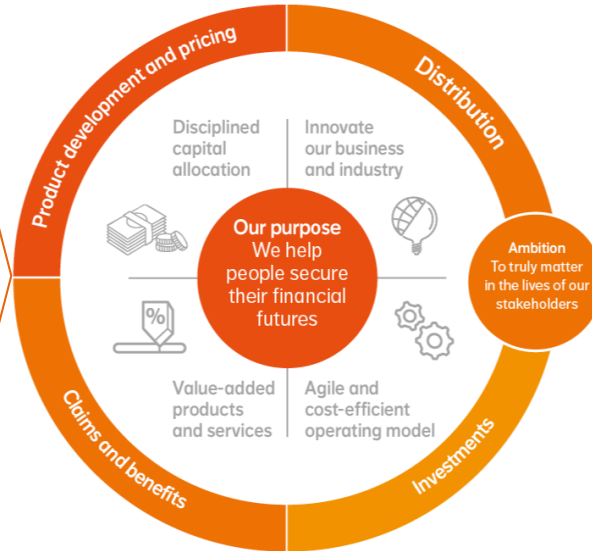 Product development and pricing
Distribution
Disciplined
capital
allocation
Innovate
our business
and industry
Our purpose
We help
people secure
their financial
futures
Ambition
To truly matter
in the lives of our
stakeholders
%
Value-added
products
and services
Agile and
cost-efficient
operating model
Claims and benefits
Investments